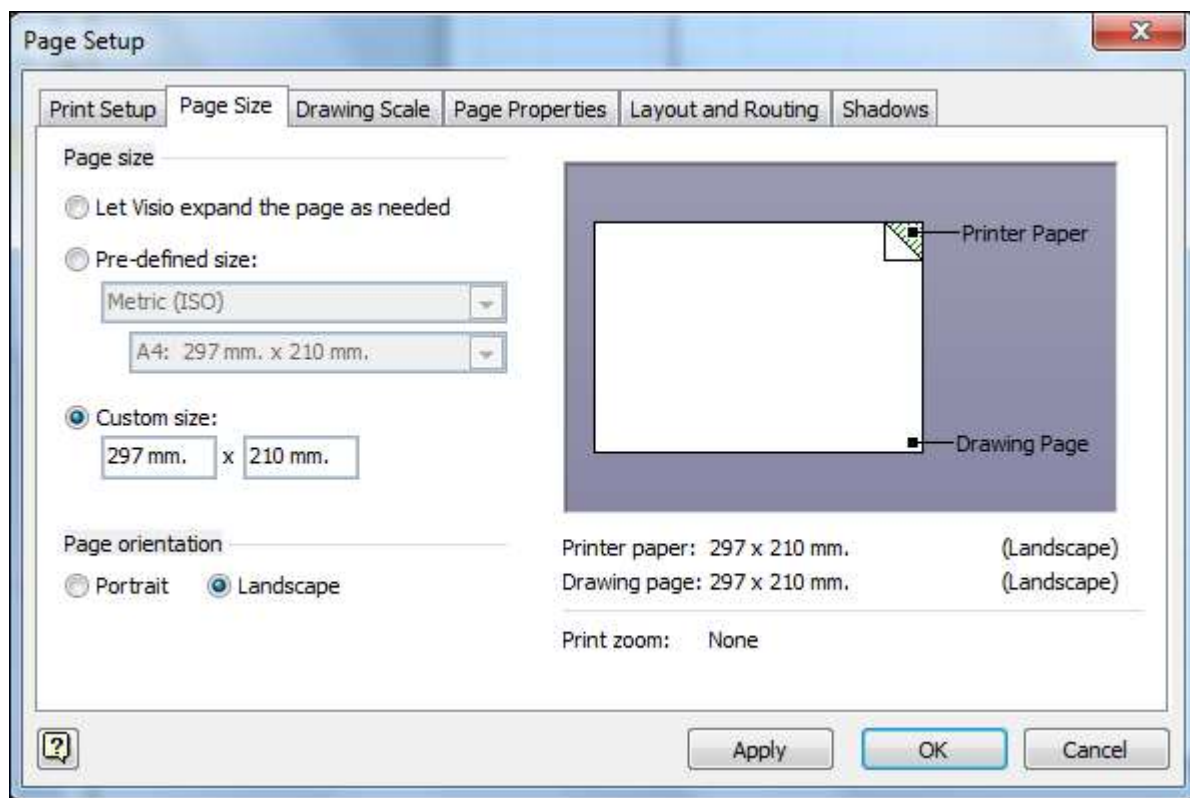 Page Setup
Print Setup
Page Size
Drawing Scale
Page Properties
Layout and Routing
Shadows
Page size
Let Visio expand the page as needed
Pre-defined size:
Metric (ISO)
A4: 297 mm. x 210 mm.
Custom size:
297 mm. x 210 mm.
Page orientation
Portrait Landscape
Printer Paper
Drawing Page
Printer paper: 297 x 210 mm. (Landscape)
Drawing page: 297 x 210 mm. (Landscape)
Print zoom: None
?
Apply
OK
Cancel